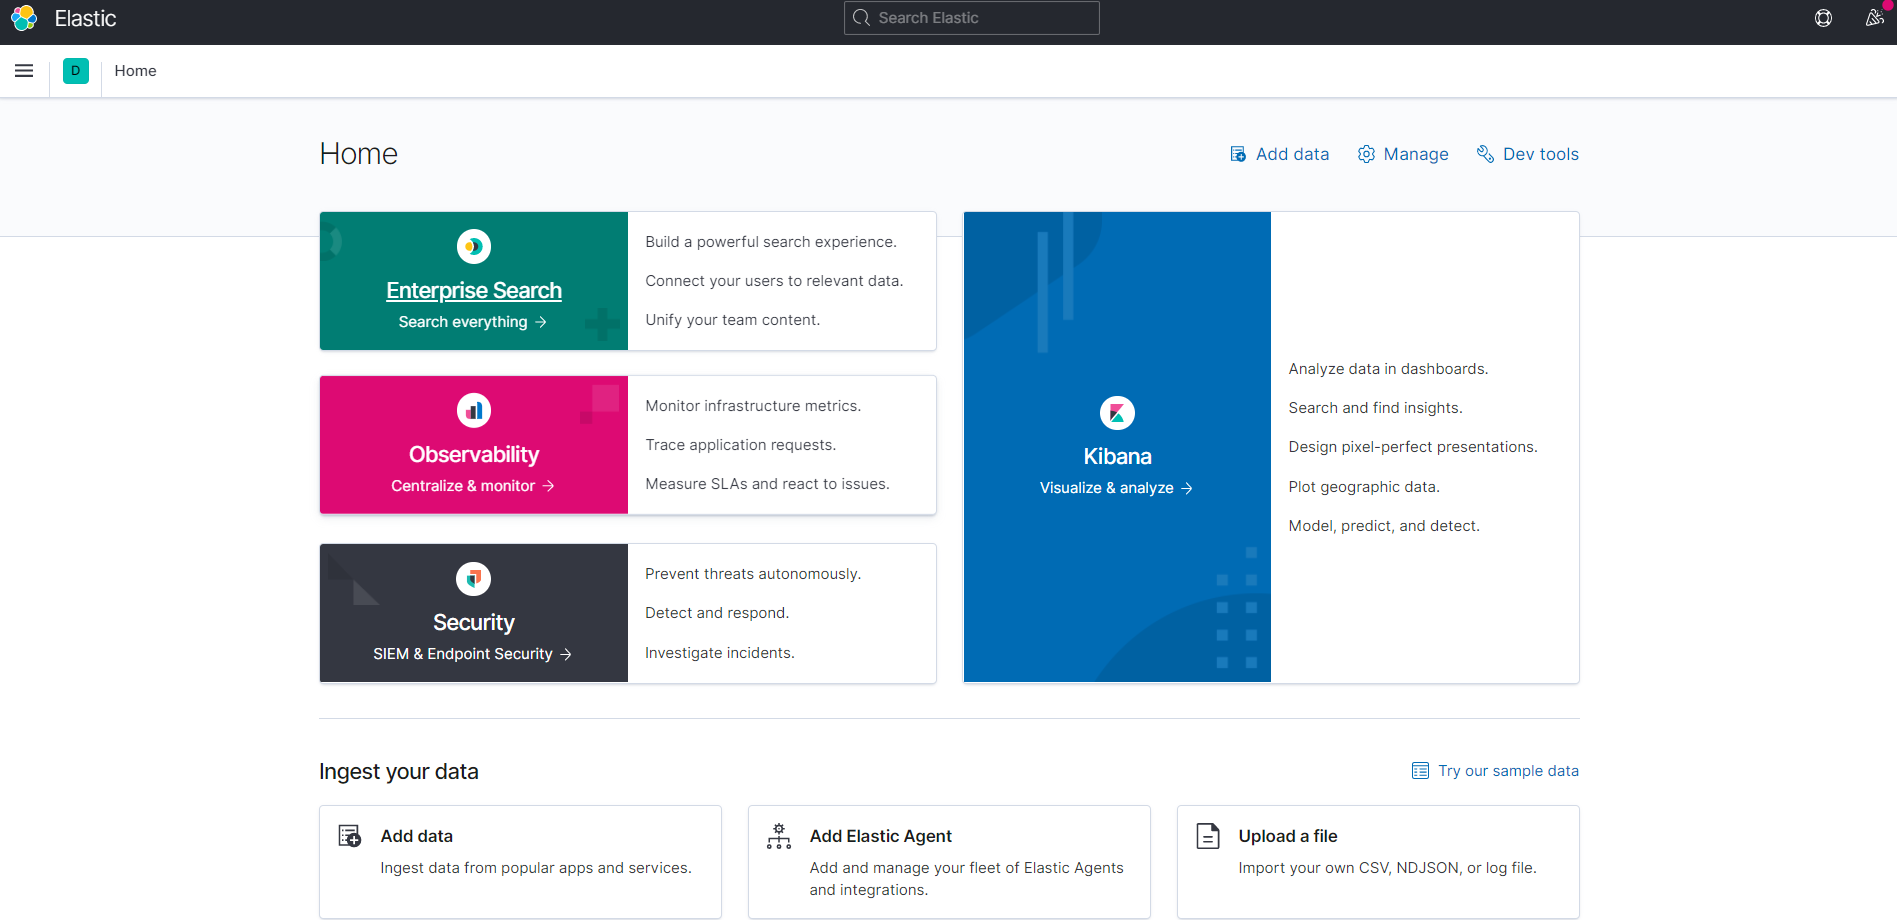 Elastic
Search Elastic
D
Home
Home
Add data
Manage
Dev tools
Enterprise Search
Search everything →
Build a powerful search experience.
Connect your users to relevant data.
Unify your team content.
Observability
Centralize & monitor →
Monitor infrastructure metrics.
Trace application requests.
Measure SLAs and react to issues.
Security
SIEM & Endpoint Security →
Prevent threats autonomously.
Detect and respond.
Investigate incidents.
Kibana
Visualize & analyze →
Analyze data in dashboards.
Search and find insights.
Design pixel-perfect presentations.
Plot geographic data.
Model, predict, and detect.
Ingest your data
Try our sample data
Add data
Ingest data from popular apps and services.
Add Elastic Agent
Add and manage your fleet of Elastic Agents
and integrations.
Upload a file
Import your own CSV, NDJSON, or log file.